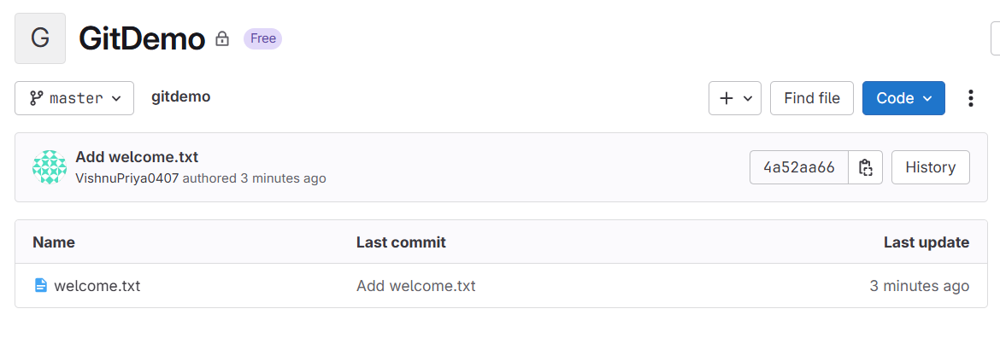 G GitDemo Free
master gitdemo Find file Code
Add welcome.txt
VishnuPriya0407 authored 3 minutes ago 4a52aa66 History
Name Last commit Last update
welcome.txt Add welcome.txt 3 minutes ago